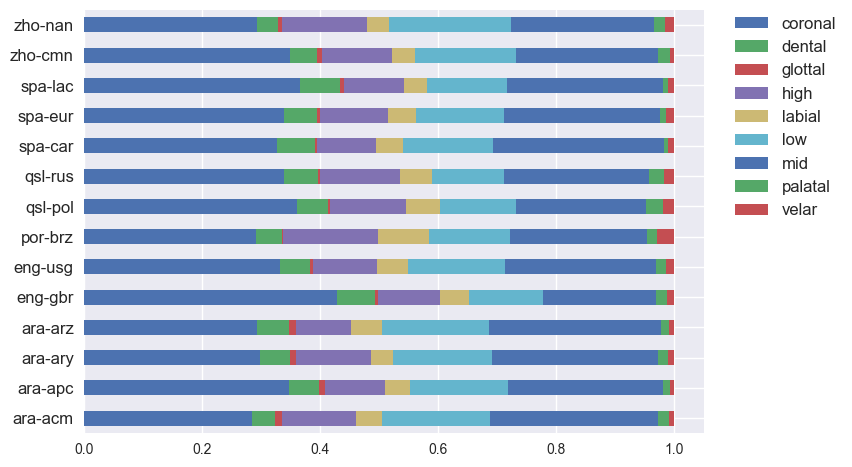 zho-nan
zho-cmn
spa-lac
spa-eur
spa-car
qsl-rus
qsl-pol
por-brz
eng-usg
eng-gbr
ara-arz
ara-ary
ara-apc
ara-acm
0.0 0.2 0.4 0.6 0.8 1.0
coronal
dental
glottal
high
labial
low
mid
palatal
velar